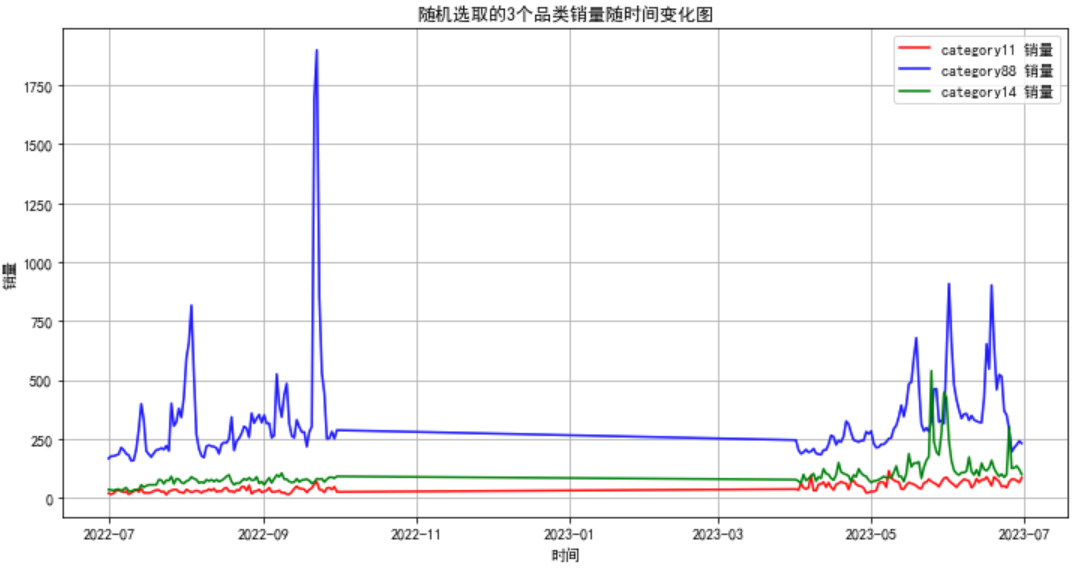 随机选取的3个品类销量随时间变化图
category11 销量
category88 销量
category14 销量
销量
1750
1500
1250
1000
750
500
250
0
2022-07
2022-09
2022-11
2023-01
2023-03
2023-05
2023-07
时间